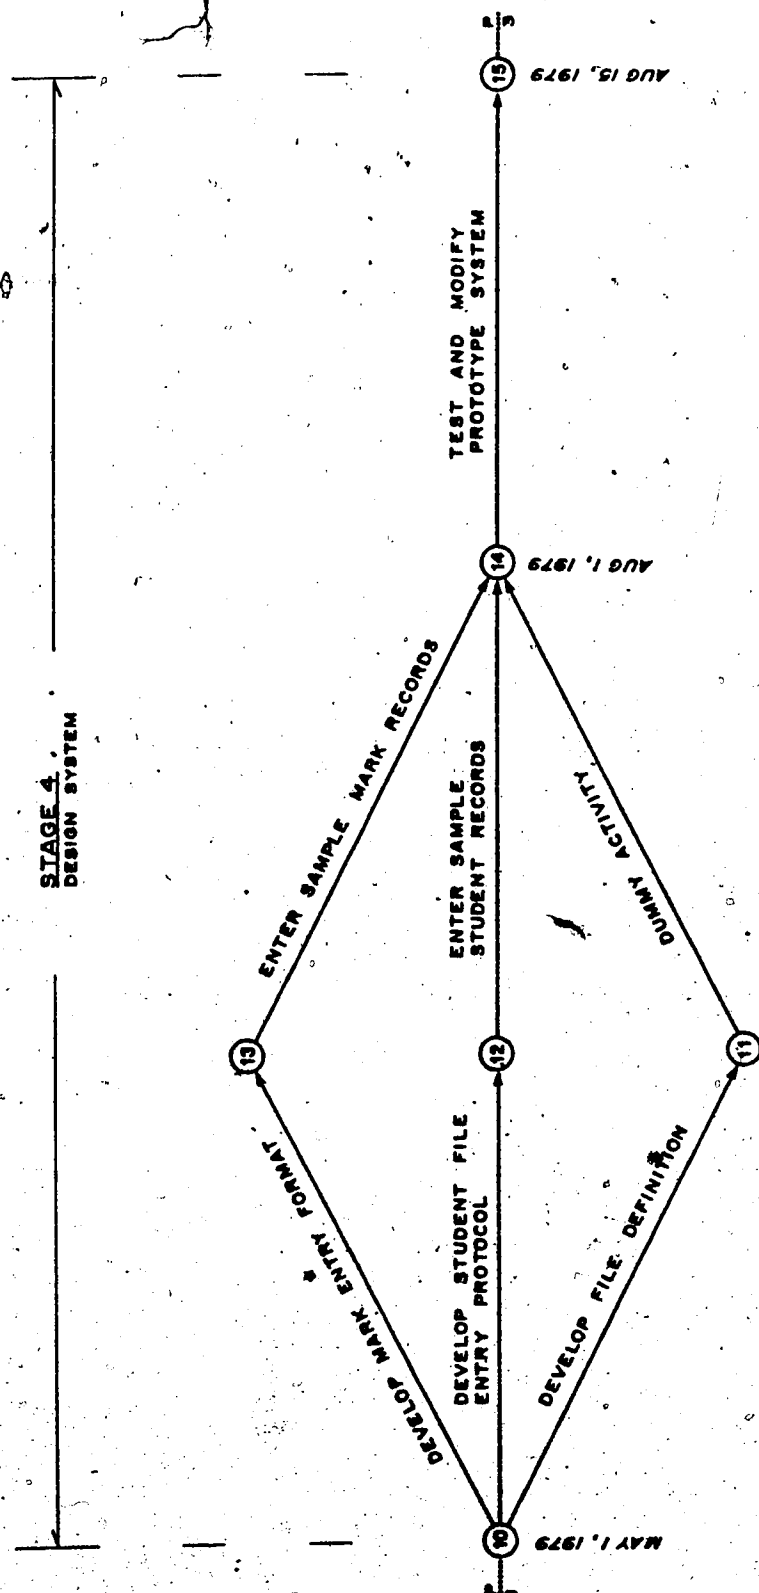 STAGE 4
DESIGN SYSTEM
10
MAY 1, 1979
DEVELOP MARK ENTRY FORMAT
DEVELOP STUDENT FILE
ENTRY PROTOCOL
DEVELOP FILE DEFINITION
13
12
11
ENTER SAMPLE MARK RECORDS
ENTER SAMPLE
STUDENT RECORDS
DUMMY ACTIVITY
14
AUG 1, 1979
TEST AND MODIFY
PROTOTYPE SYSTEM
15
AUG 15, 1979
P
3